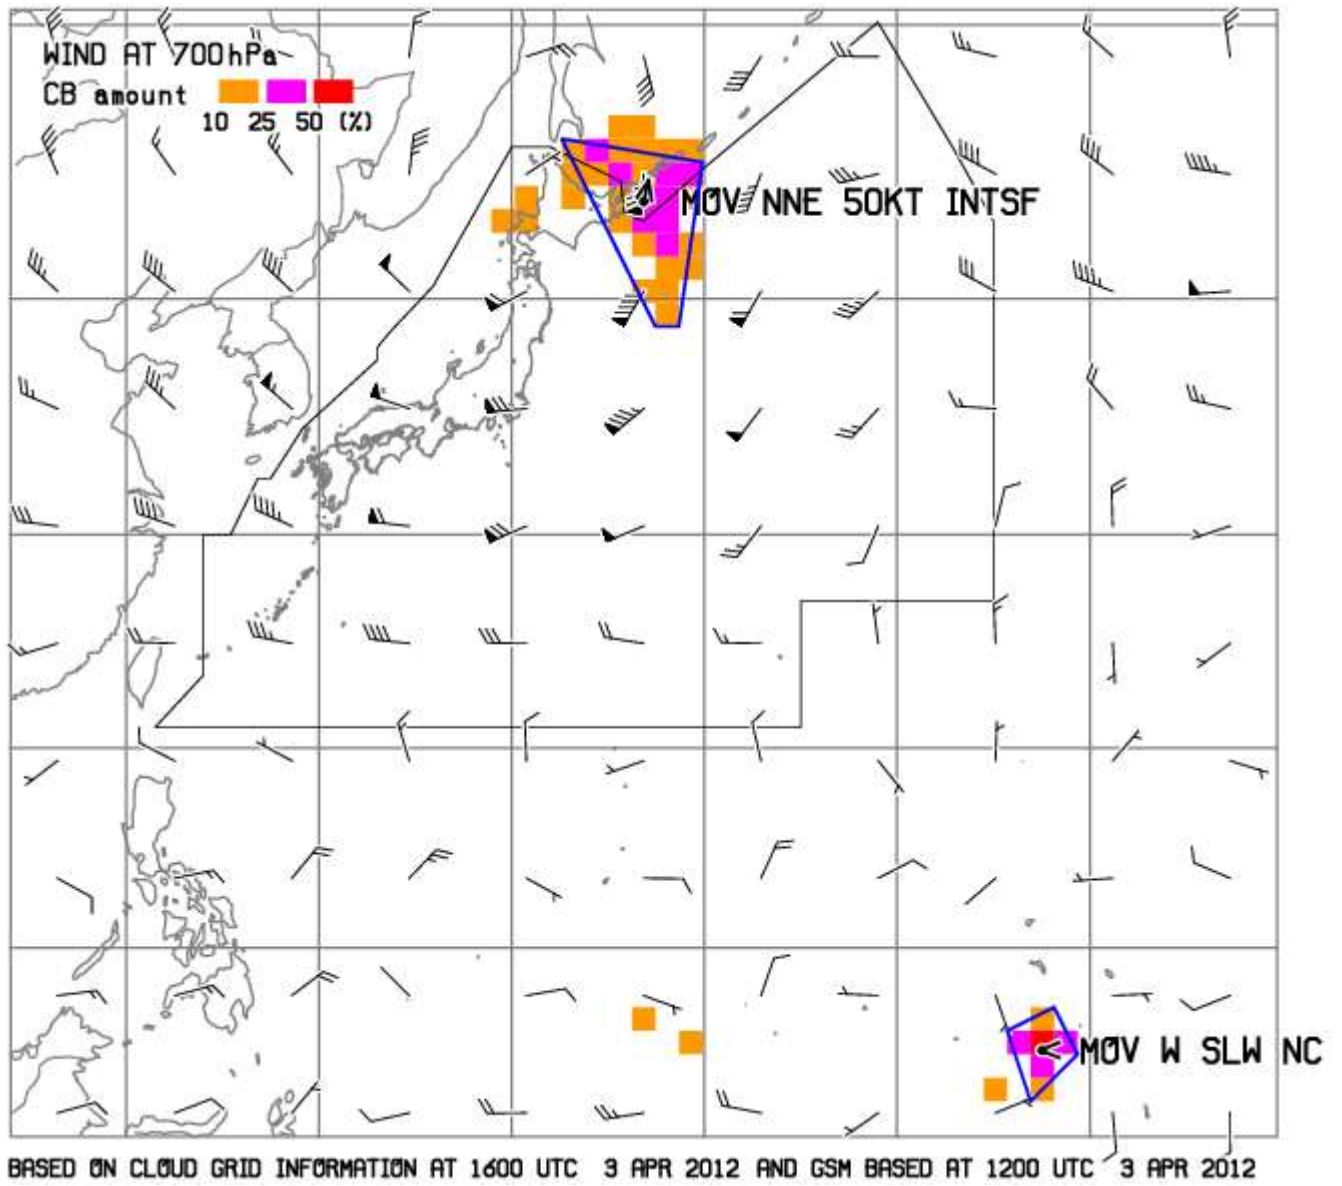 WIND AT 700hPa
CB amount
10 25 50 (%)
MOV NNE 50KT INTSF
MOV W SLW NC
BASED ON CLOUD GRID INFORMATION AT 1600 UTC 3 APR 2012 AND GSM BASED AT 1200 UTC 3 APR 2012